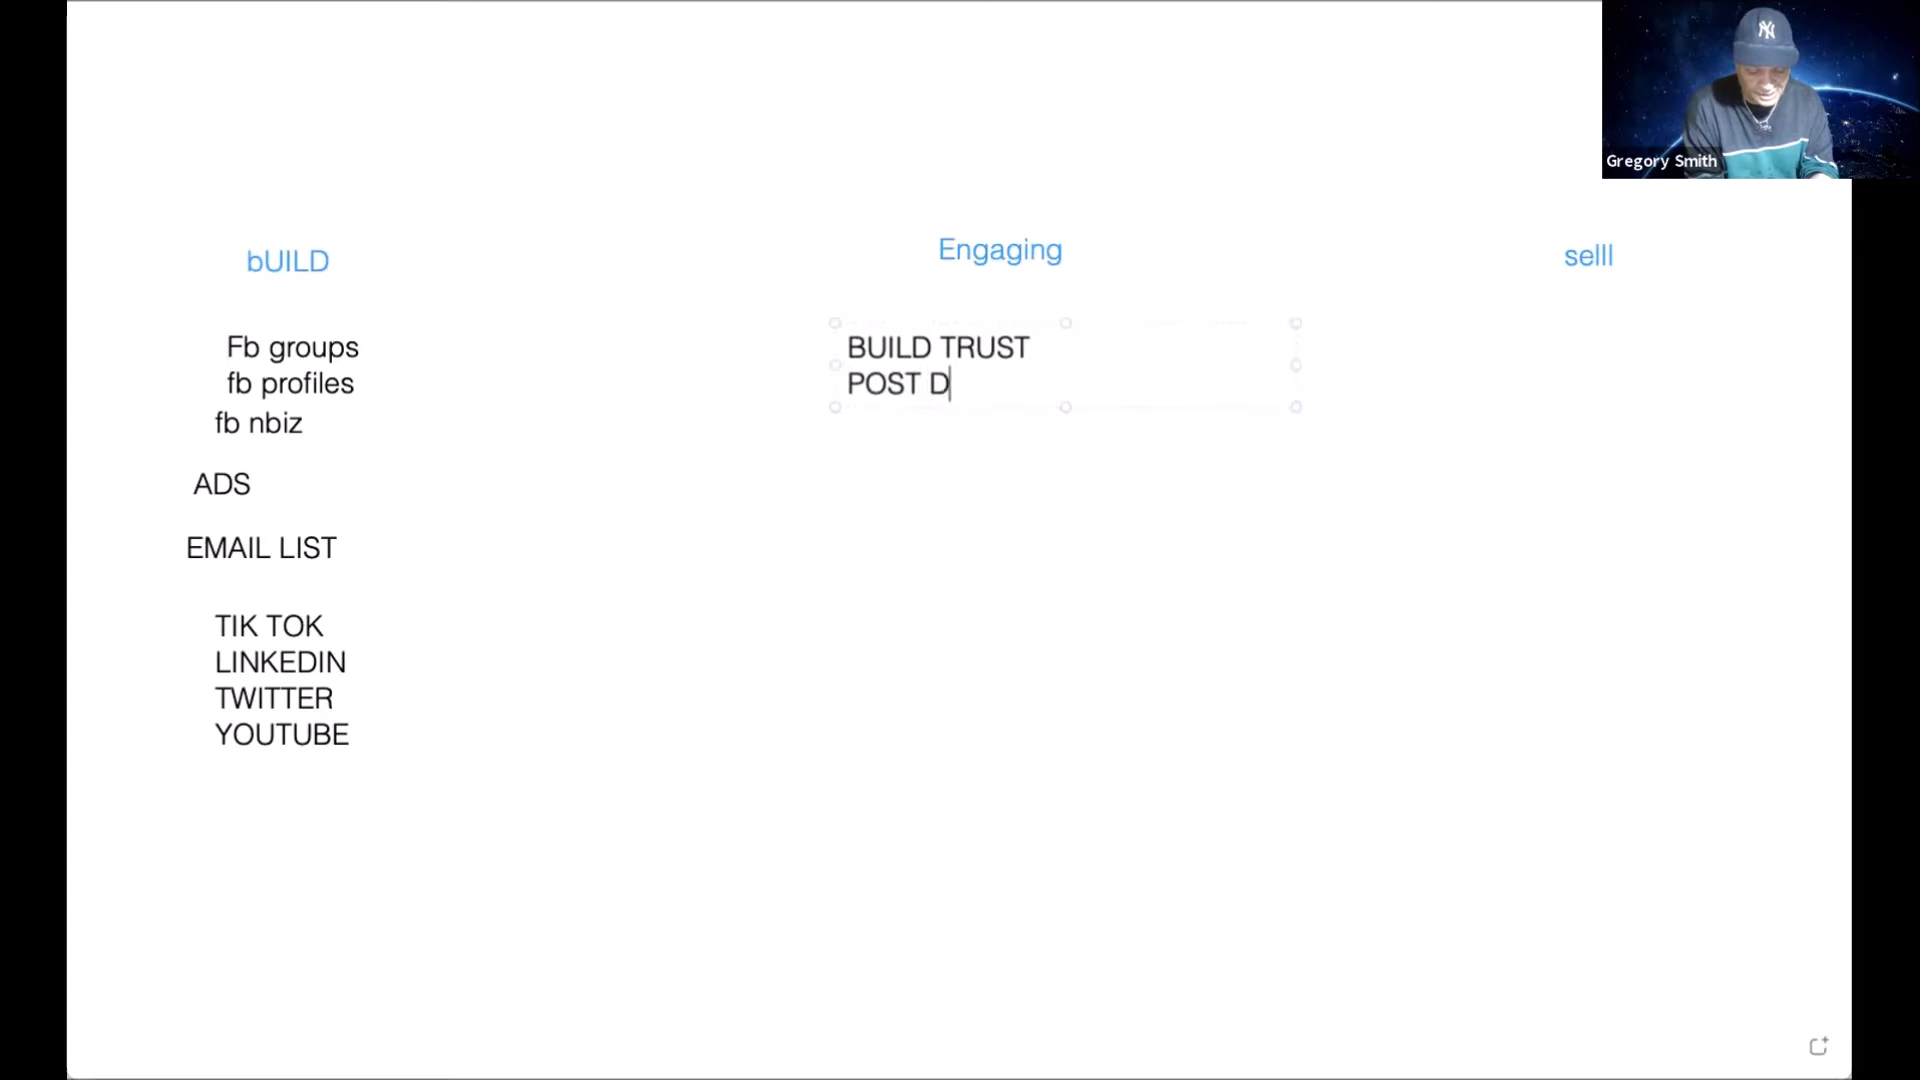 NY
Gregory Smith
bUILD
Engaging
selll
Fb groups
fb profiles
fb nbiz
ADS
EMAIL LIST
TIK TOK
LINKEDIN
TWITTER
YOUTUBE
BUILD TRUST
POST D